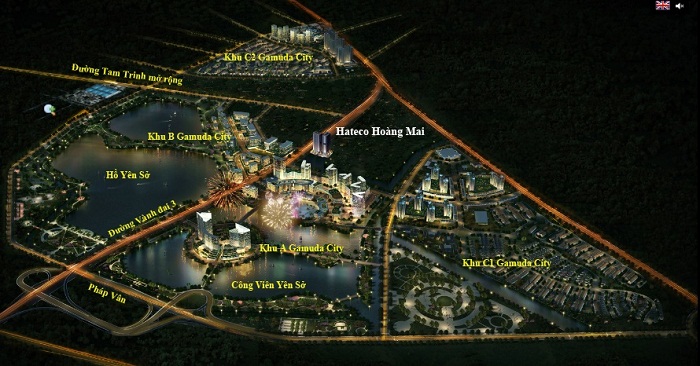 Khu C2 Gamuda City
Đường Tam Trinh mở rộng
Khu B Gamuda City
Hateco Hoàng Mai
Hồ Yên Sở
Đường Vành đai 3
Khu A Gamuda City
Khu C1 Gamuda City
Công Viên Yên Sở
Pháp Vân